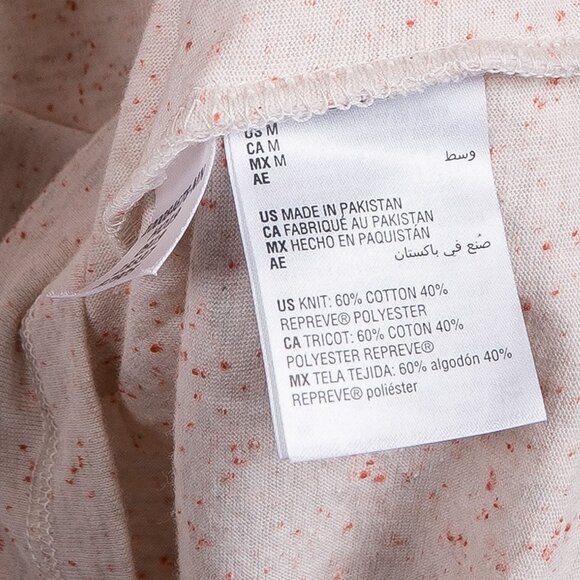 US M
CA M
MX M
AE وسط
US MADE IN PAKISTAN
CA FABRIQUÉ AU PAKISTAN
MX HECHO EN PAQUISTÁN
AE صُنع في باكستان
US KNIT: 60% COTTON 40%
REPREVE® POLYESTER
CA TRICOT: 60% COTON 40%
POLYESTER REPREVE®
MX TELA TEJIDA: 60% algodón 40%
REPREVE® poliéster